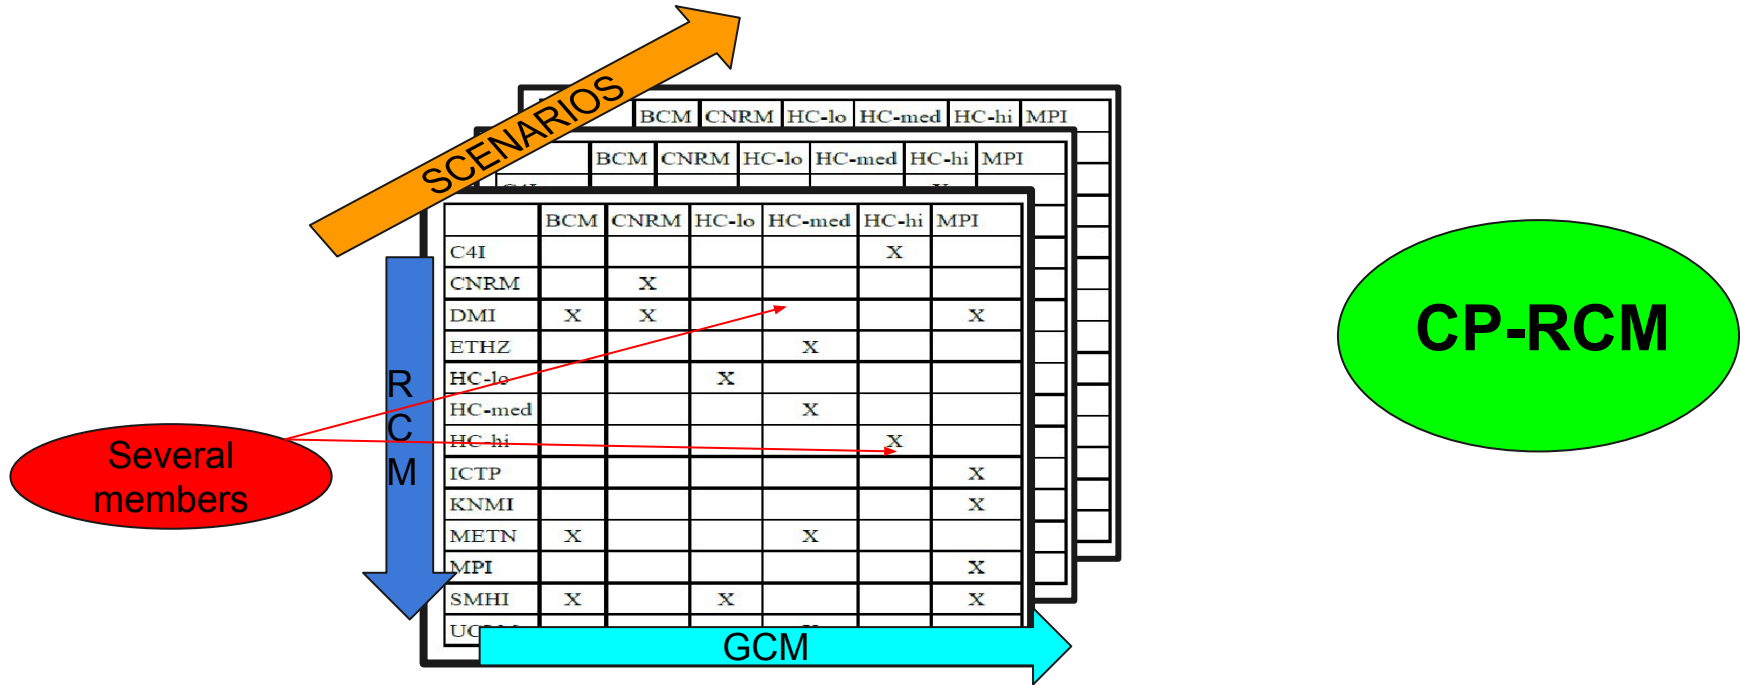 SCENARIOS
BCM CNRM HC-lo HC-med HC-hi MPI
BCM CNRM HC-lo HC-med HC-hi MPI
BCM CNRM HC-lo HC-med HC-hi MPI
C4I X
CNRM X
DMI X X X
ETHZ X
HC-lo X
HC-med X
HC-hi X
ICTP X
KNMI X
METN X X
MPI X
SMHI X X X
RCM
GCM
Several
members
CP-RCM